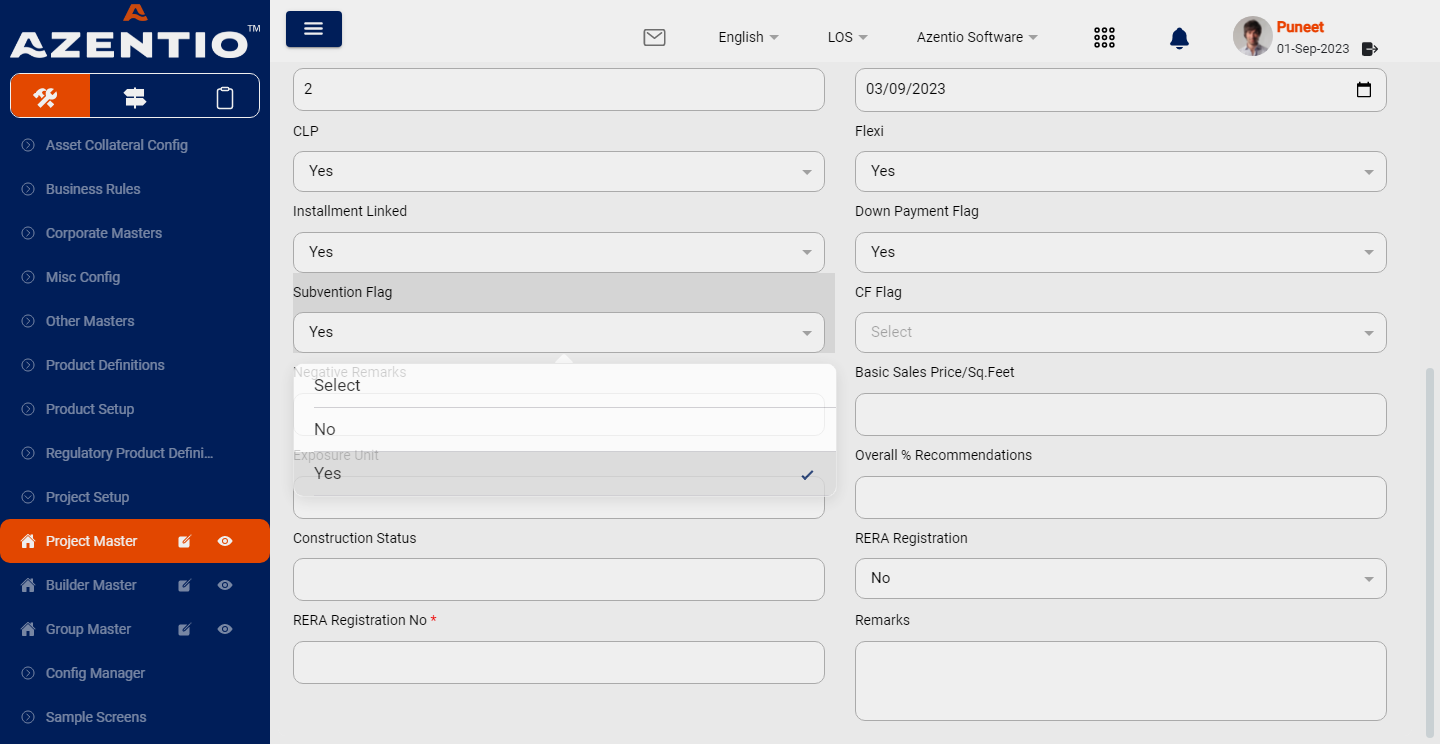 AZENTIO™
English
LOS
Azentio Software
Puneet
01-Sep-2023
Asset Collateral Config
Business Rules
Corporate Masters
Misc Config
Other Masters
Product Definitions
Product Setup
Regulatory Product Defini...
Project Setup
Project Master
Builder Master
Group Master
Config Manager
Sample Screens
2
03/09/2023
CLP
Flexi
Yes
Yes
Installment Linked
Down Payment Flag
Yes
Yes
Subvention Flag
CF Flag
Yes
Select
Negative Remarks
Basic Sales Price/Sq.Feet
Select
No
Exposure Unit
Overall % Recommendations
Yes
Construction Status
RERA Registration
No
RERA Registration No *
Remarks